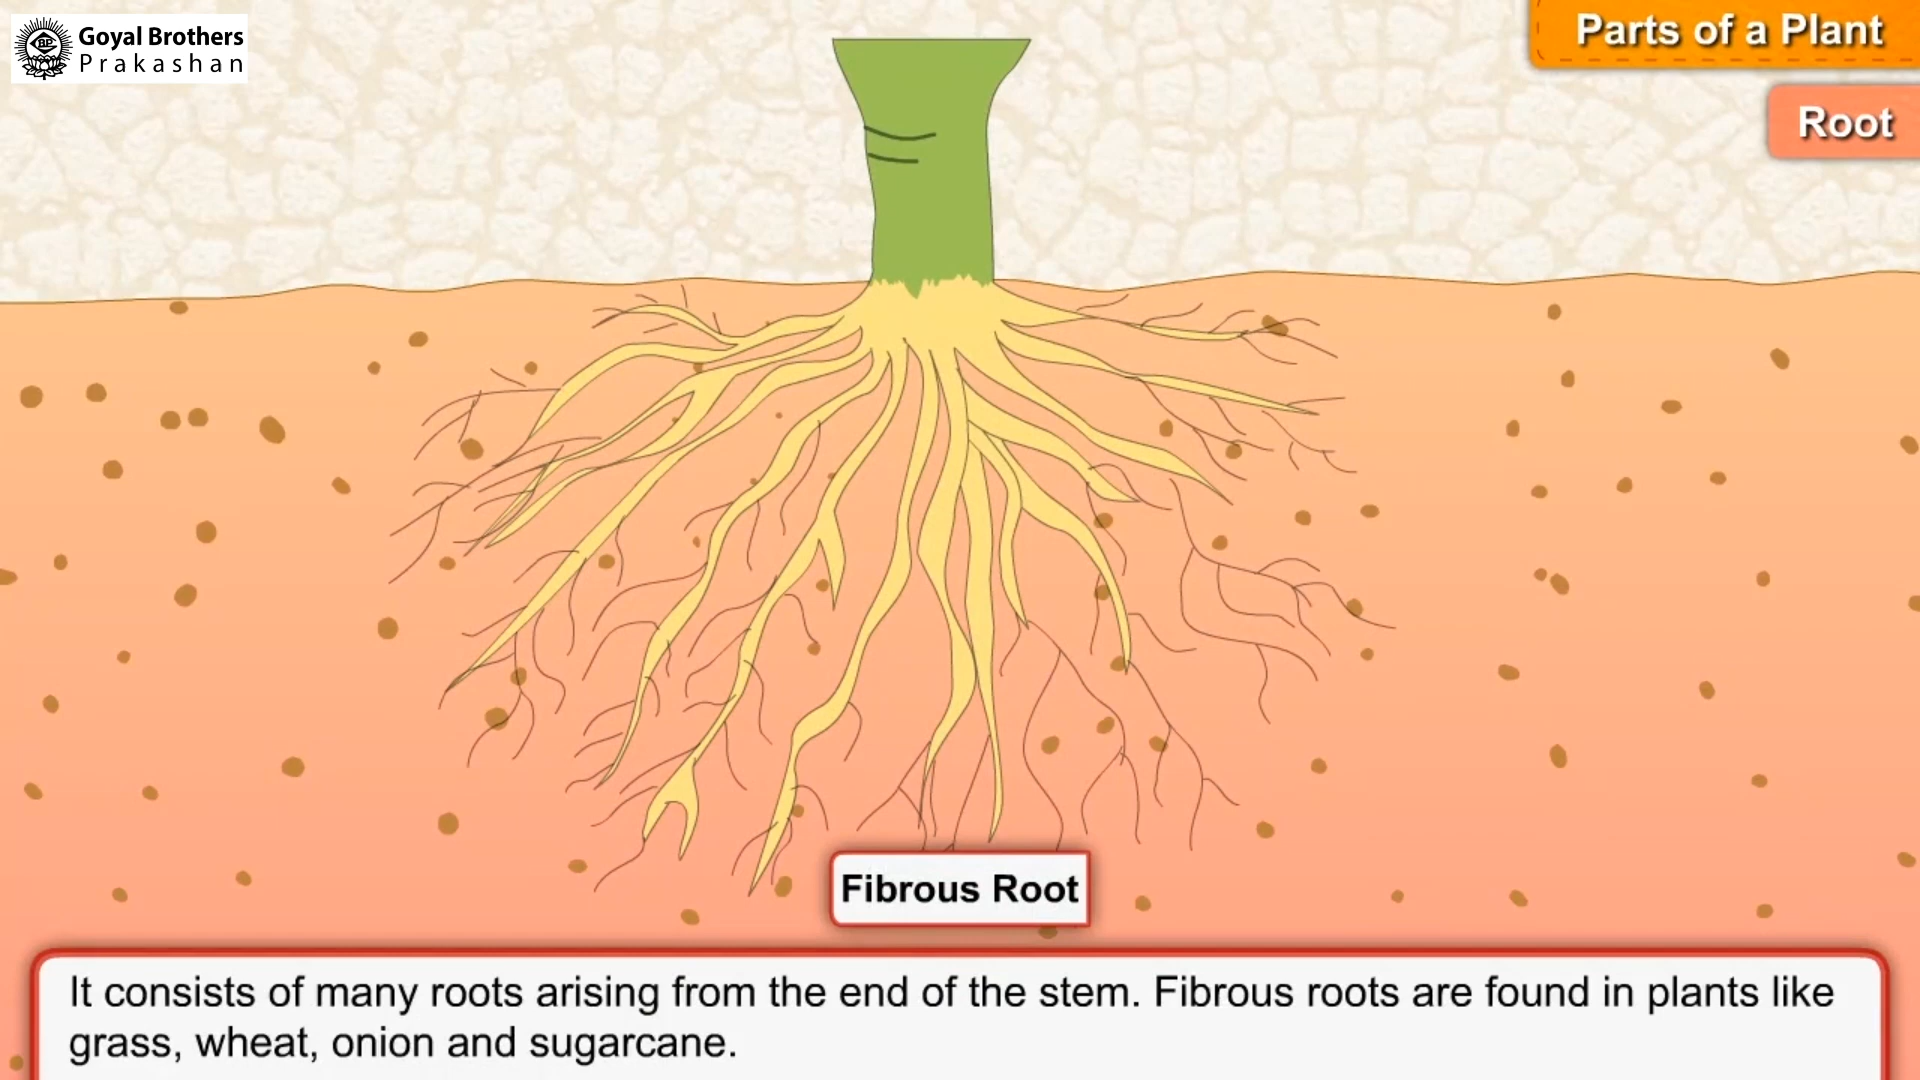 Goyal Brothers
Prakashan
Parts of a Plant
Root
Fibrous Root
It consists of many roots arising from the end of the stem. Fibrous roots are found in plants like
grass, wheat, onion and sugarcane.